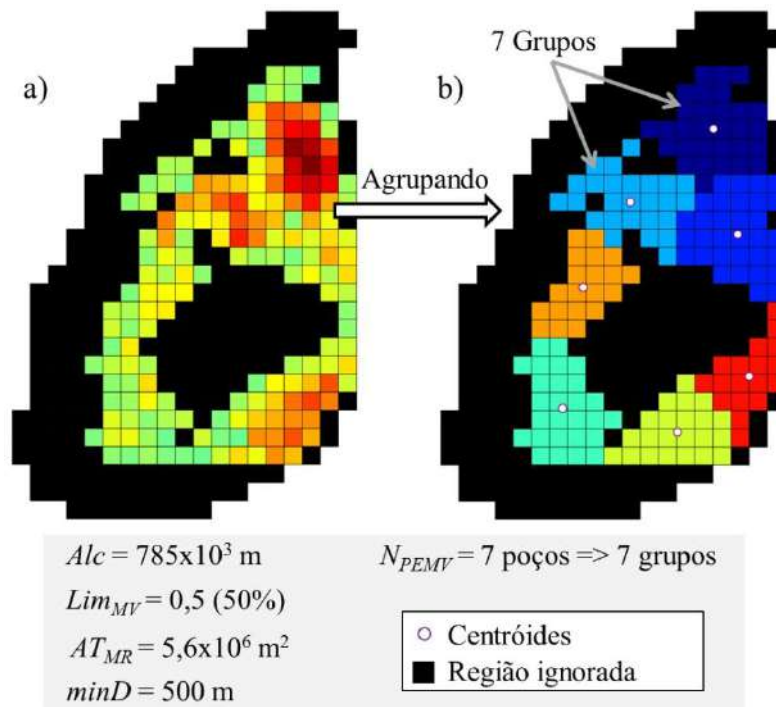 7 Grupos
a)
b)
Agrupando
Alc = 785x10³ m
N_PEMV = 7 poços => 7 grupos
Lim_MV = 0,5 (50%)
AT_MR = 5,6x10⁶ m²
minD = 500 m
Centróides
Região ignorada